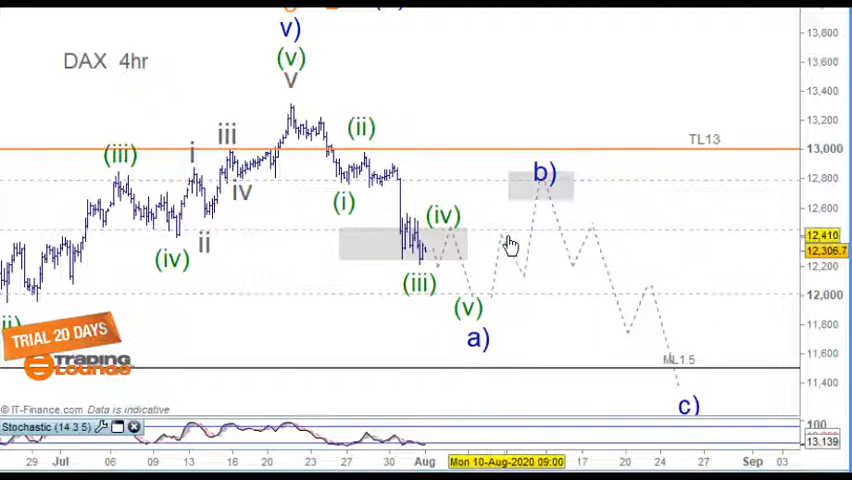 v)
(v)
v
DAX 4hr
13,800
13,600
13,400
13,200
13,000
12,800
12,600
12,410
12,306.7
12,200
12,000
11,800
11,600
11,400
TL13
(iii)
i
iii
(ii)
iv
ii
(iv)
(i)
(iv)
(iii)
(v)
a)
b)
c)
ML1.5
TRIAL 20 DAYS
TRADING
LOUNGE
© IT-Finance.com Data is indicative
Stochastic (14 3 5)
100
13.139
29 Jul 06 09 13 16 22 27 30 Aug Mon 10-Aug-2020 09:00 17 20 24 27 Sep 03